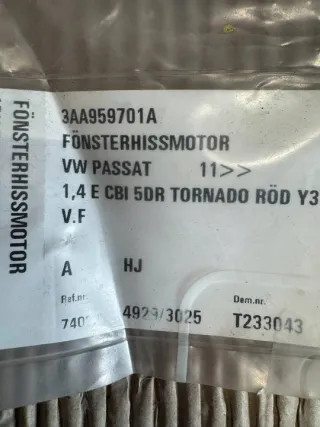 FÖNSTERHISSMOTOR
3AA959701A
FÖNSTERHISSMOTOR
VW PASSAT 11>>
1,4 E CBI 5DR TORNADO RÖD Y3
V.F
A HJ
Ref.nr Dem.nr.
4929/3025 T233043